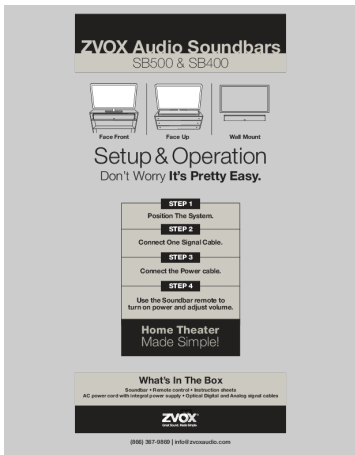 ZVOX Audio Soundbars
SB500 & SB400
Face Front
Face Up
Wall Mount
Setup & Operation
Don't Worry It's Pretty Easy.
STEP 1
Position The System.
STEP 2
Connect One Signal Cable.
STEP 3
Connect the Power cable.
STEP 4
Use the Soundbar remote to
turn on power and adjust volume.
Home Theater
Made Simple!
What's In The Box
Soundbar • Remote control • Instruction sheets
AC power cord with integral power supply • Optical Digital and Analog signal cables
ZVOX
Great Sound. Made Simple.
(866) 367-9869 | info@zvoxaudio.com